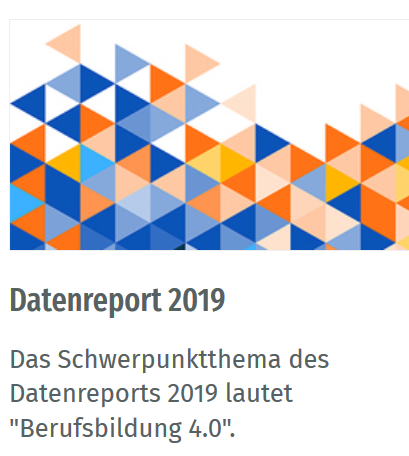 Datenreport 2019
Das Schwerpunktthema des
Datenreports 2019 lautet
"Berufsbildung 4.0".